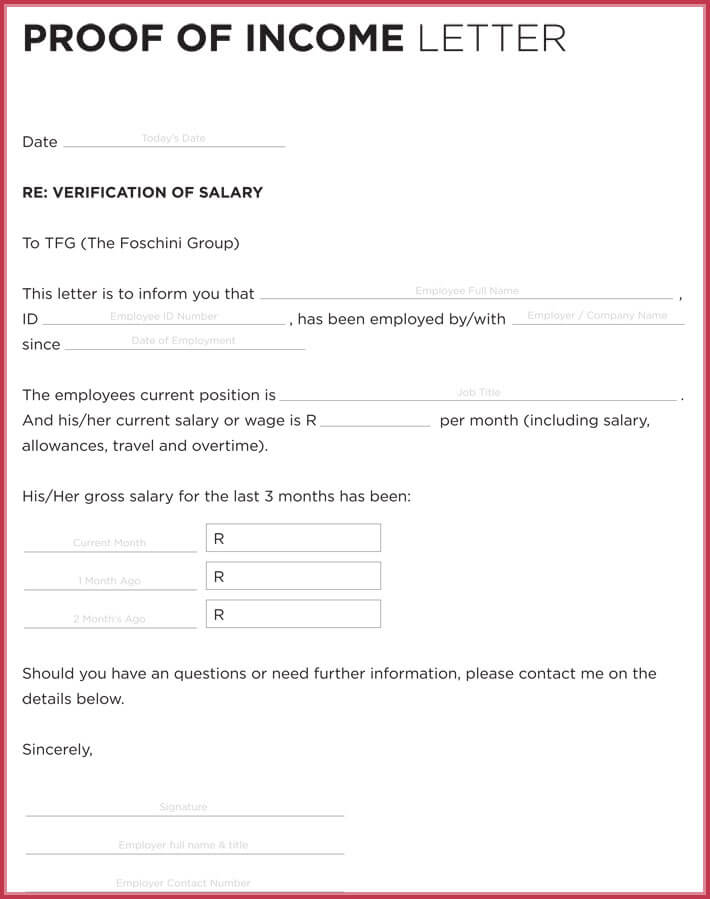 PROOF OF INCOME LETTER
Date Today's Date
RE: VERIFICATION OF SALARY
To TFG (The Foschini Group)
This letter is to inform you that Employee Full Name ,
ID Employee ID Number , has been employed by/with Employer / Company Name
since Date of Employment
The employees current position is Job Title .
And his/her current salary or wage is R per month (including salary,
allowances, travel and overtime).
His/Her gross salary for the last 3 months has been:
Current Month R
1 Month Ago R
2 Month's Ago R
Should you have an questions or need further information, please contact me on the
details below.
Sincerely,
Signature
Employer full name & title
Employer Contact Number